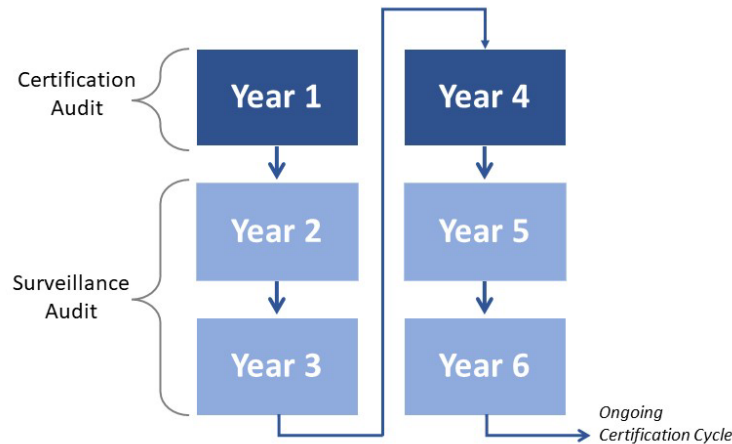 Certification
Audit
Year 1
Year 4
Surveillance
Audit
Year 2
Year 5
Year 3
Year 6
Ongoing
Certification Cycle